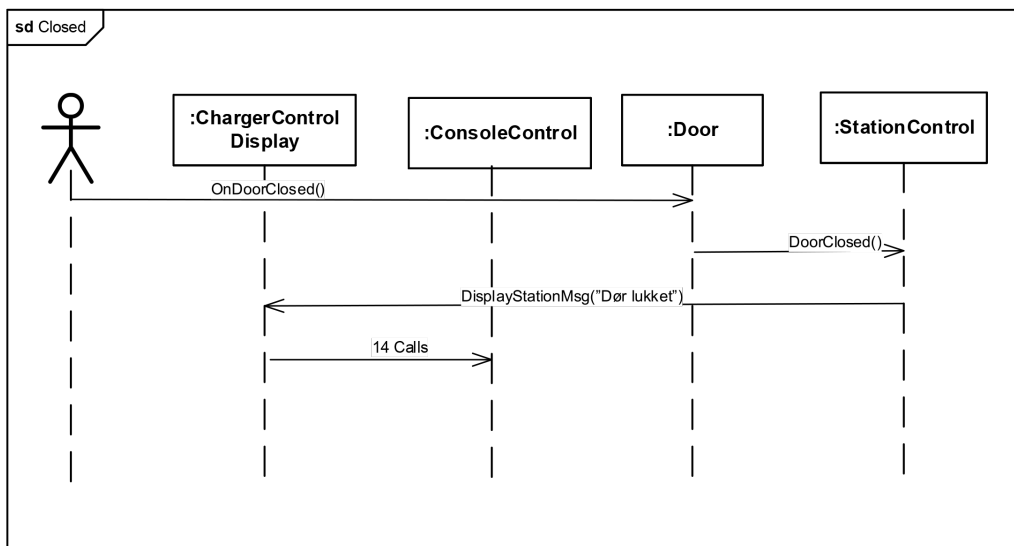 sd Closed
:ChargerControl
Display
:ConsoleControl
:Door
:StationControl
OnDoorClosed()
DoorClosed()
DisplayStationMsg(”Dør lukket”)
14 Calls